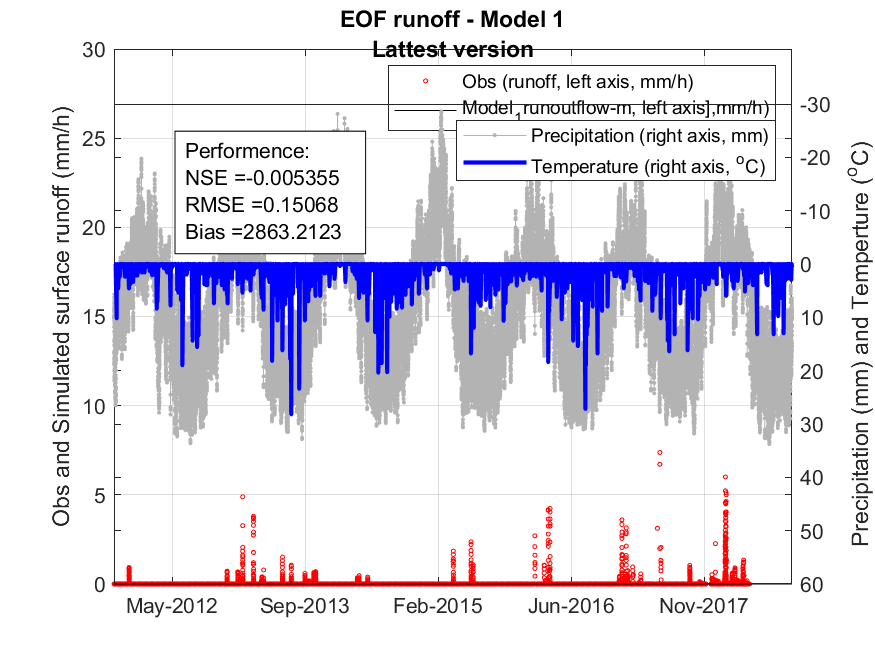 EOF runoff - Model 1
Lattest version
30
25
20
15
10
5
0
Obs and Simulated surface runoff (mm/h)
Obs (runoff, left axis, mm/h)
Model1runoutflow-m, left axis],mm/h)
Precipitation (right axis, mm)
Temperature (right axis, °C)
Performence:
NSE =-0.005355
RMSE =0.15068
Bias =2863.2123
-30
-20
-10
0
10
20
30
40
50
60
Precipitation (mm) and Temperture (°C)
May-2012
Sep-2013
Feb-2015
Jun-2016
Nov-2017